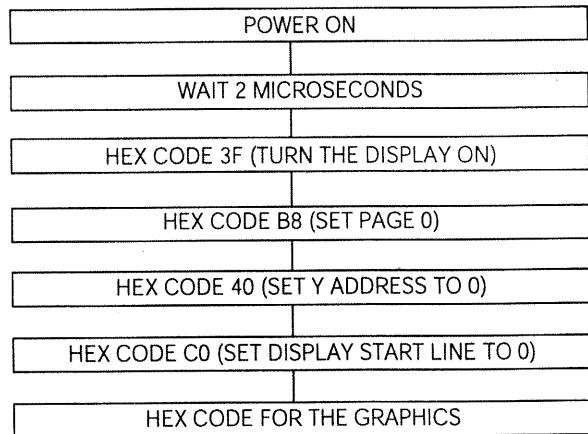 POWER ON
WAIT 2 MICROSECONDS
HEX CODE 3F (TURN THE DISPLAY ON)
HEX CODE B8 (SET PAGE 0)
HEX CODE 40 (SET Y ADDRESS TO 0)
HEX CODE C0 (SET DISPLAY START LINE TO 0)
HEX CODE FOR THE GRAPHICS